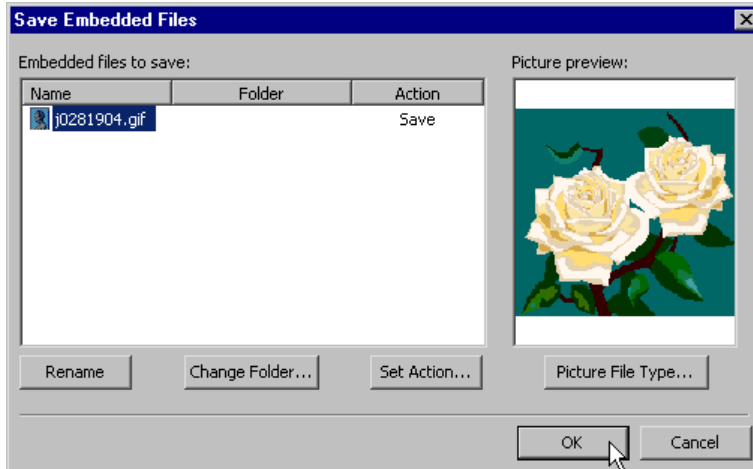 Save Embedded Files
Embedded files to save:
Picture preview:
Name Folder Action
j0281904.gif Save
Rename Change Folder... Set Action... Picture File Type...
OK Cancel